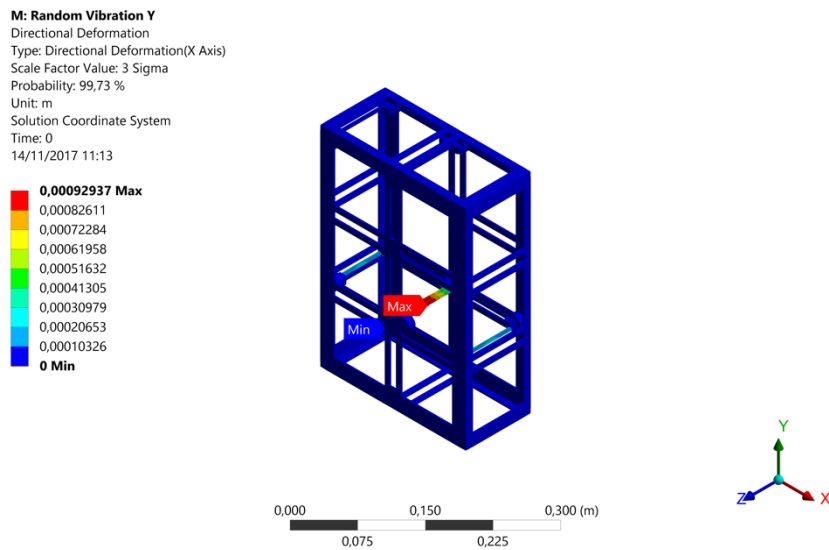 M: Random Vibration Y
Directional Deformation
Type: Directional Deformation(X Axis)
Scale Factor Value: 3 Sigma
Probability: 99,73 %
Unit: m
Solution Coordinate System
Time: 0
14/11/2017 11:13
0,00092937 Max
0,00082611
0,00072284
0,00061958
0,00051632
0,00041305
0,00030979
0,00020653
0,00010326
0 Min
Max
Min
Y
Z
X
0,000
0,150
0,300 (m)
0,075
0,225